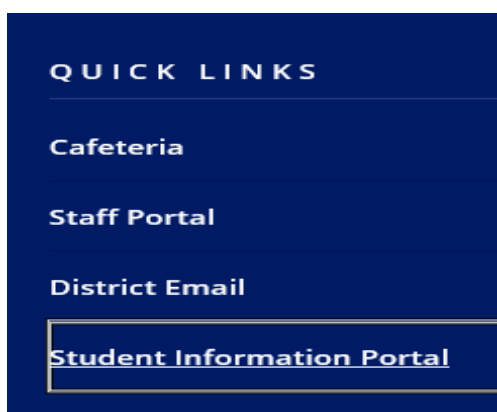 QUICK LINKS
Cafeteria
Staff Portal
District Email
Student Information Portal